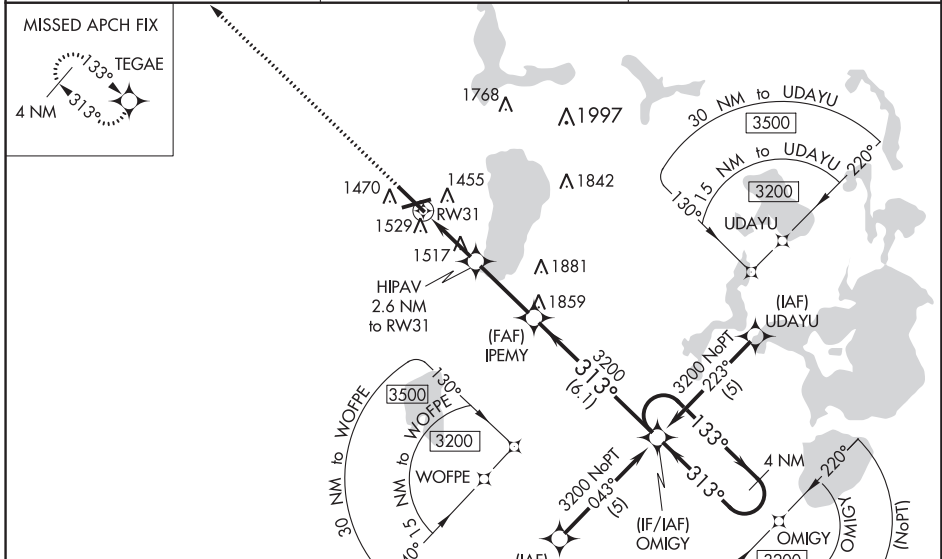 MISSED APCH FIX
TEGAE
133°
313°
4 NM
1768
1997
1842
1470
1455
RW31
1529
1517
HIPAV
2.6 NM
to RW31
1881
1859
(FAF)
IPEMY
30 NM to UDAYU
3500
15 NM to UDAYU
3200
220°
130°
UDAYU
(IAF)
UDAYU
3200 NoPT
223°
(5)
3200
313°
(6.1)
133°
4 NM
313°
3200 NoPT
043°
(5)
(IF/IAF)
OMIGY
30 NM to WOFPE
3500
130°
15 NM to WOFPE
3200
WOFPE
220°
OMIGY
OMIGY
(NoPT)